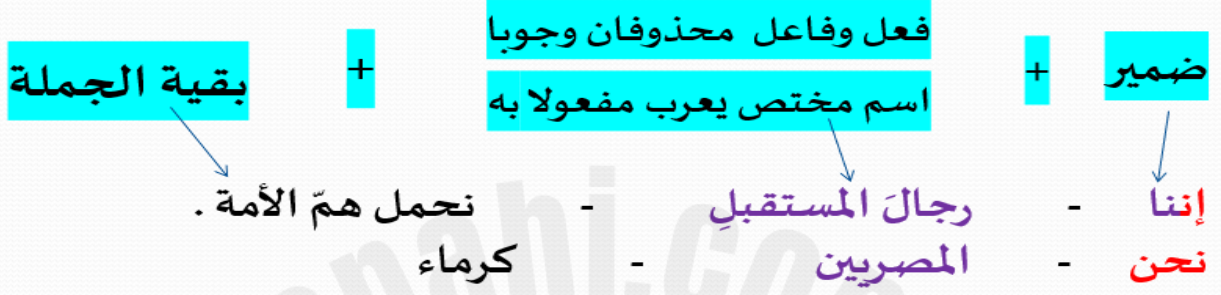 فعل وفاعل محذوفان وجوبا
ضمير + اسم مختص يعرب مفعولا به + بقية الجملة
إننا - رجالَ المستقبلِ - نحمل همّ الأمة .
نحن - المصريين - كرماء